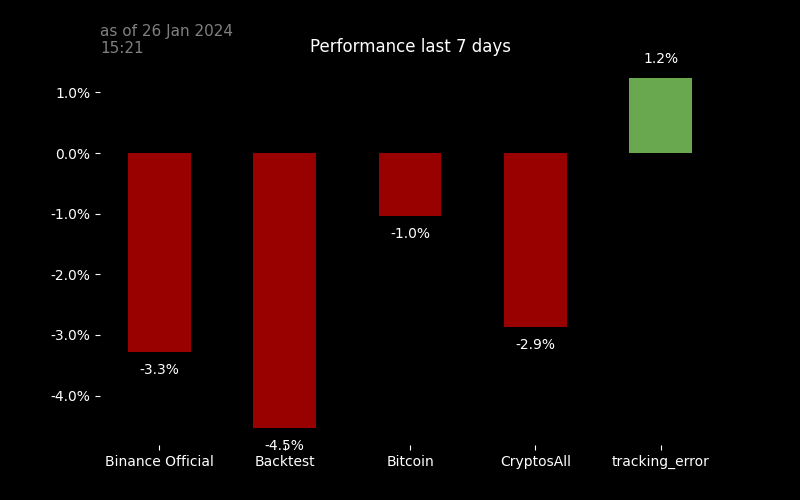 as of 26 Jan 2024
15:21
Performance last 7 days
1.2%
1.0%
0.0%
-1.0%
-1.0%
-2.0%
-3.0%
-2.9%
-3.3%
-4.0%
-4.5%
Binance Official
Backtest
Bitcoin
CryptosAll
tracking_error